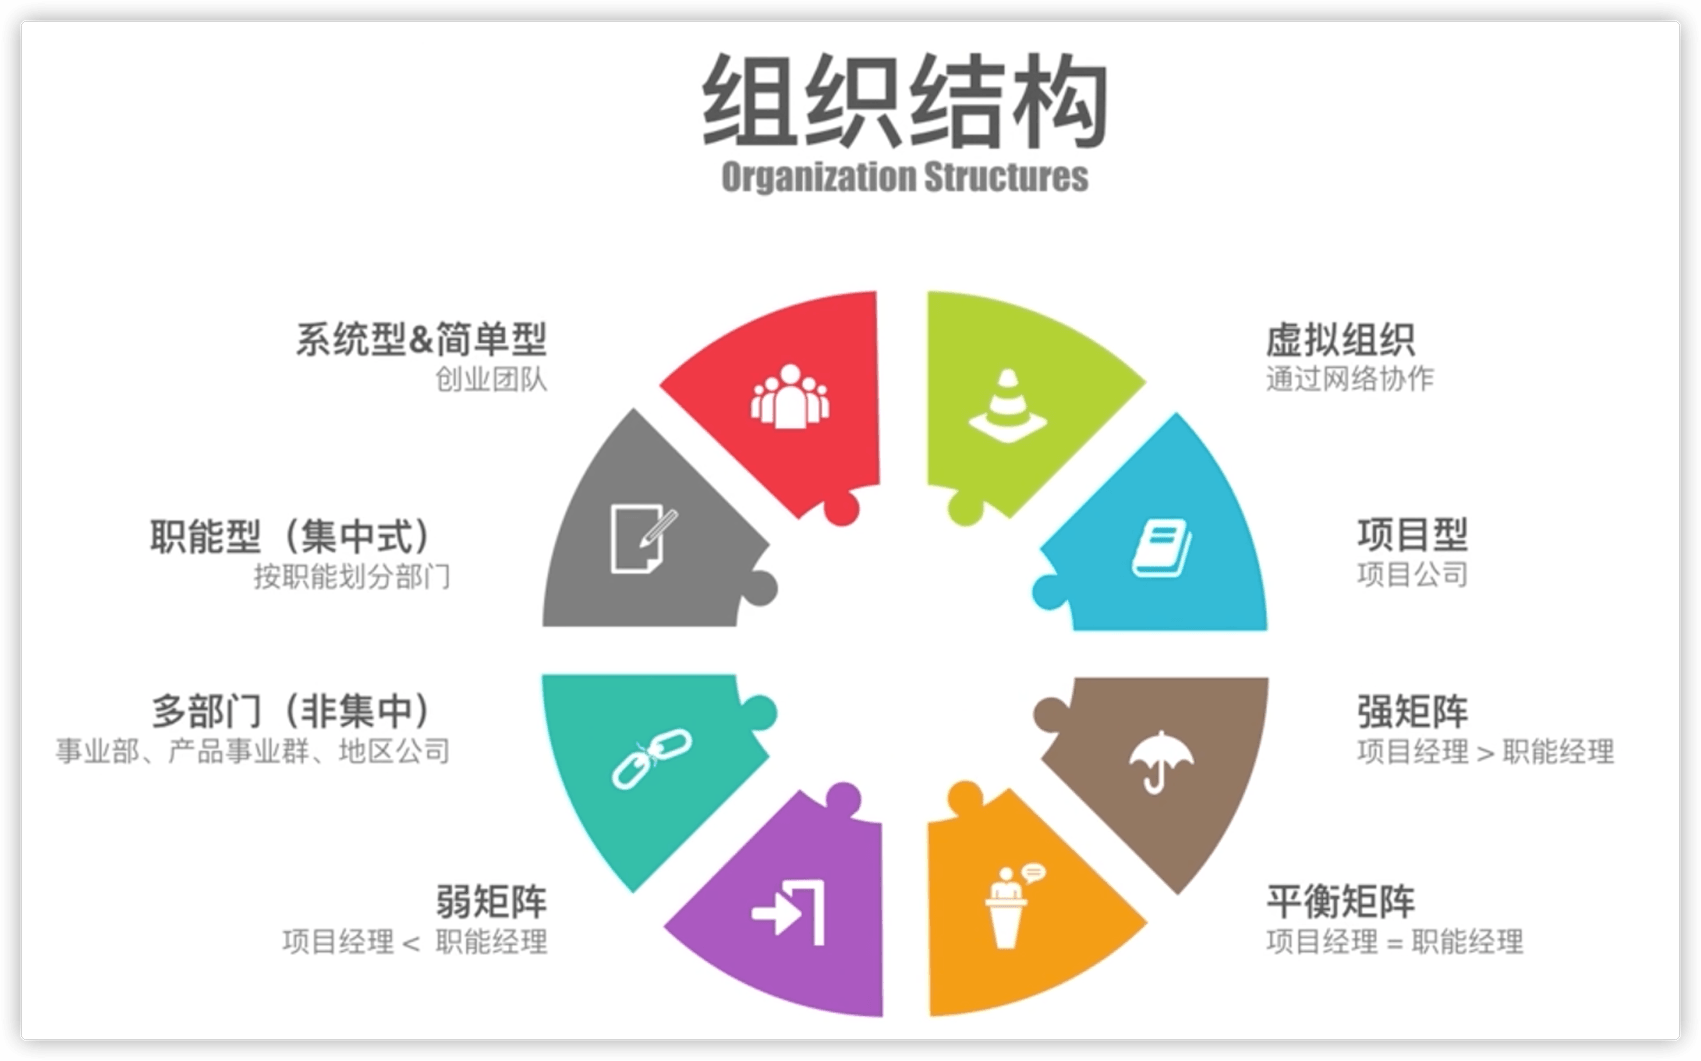 组织结构
Organization Structures
系统型&简单型
创业团队
虚拟组织
通过网络协作
职能型（集中式）
按职能划分部门
项目型
项目公司
多部门（非集中）
事业部、产品事业群、地区公司
强矩阵
项目经理 > 职能经理
弱矩阵
项目经理 < 职能经理
平衡矩阵
项目经理 = 职能经理